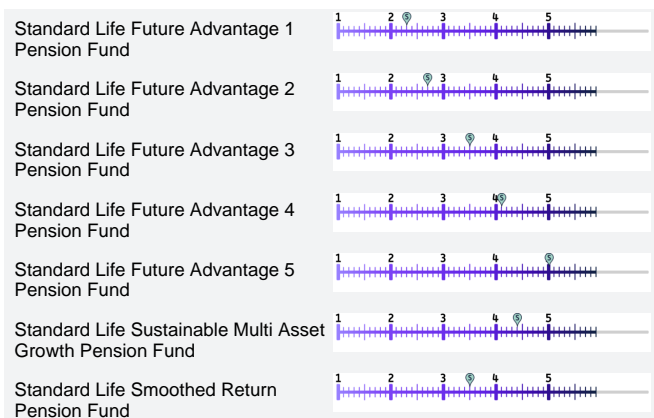 Standard Life Future Advantage 1
Pension Fund
1 2 S 3 4 5
Standard Life Future Advantage 2
Pension Fund
1 2 S 3 4 5
Standard Life Future Advantage 3
Pension Fund
1 2 3 S 4 5
Standard Life Future Advantage 4
Pension Fund
1 2 3 4 S 5
Standard Life Future Advantage 5
Pension Fund
1 2 3 4 5 S
Standard Life Sustainable Multi Asset
Growth Pension Fund
1 2 3 4 S 5
Standard Life Smoothed Return
Pension Fund
1 2 3 S 4 5